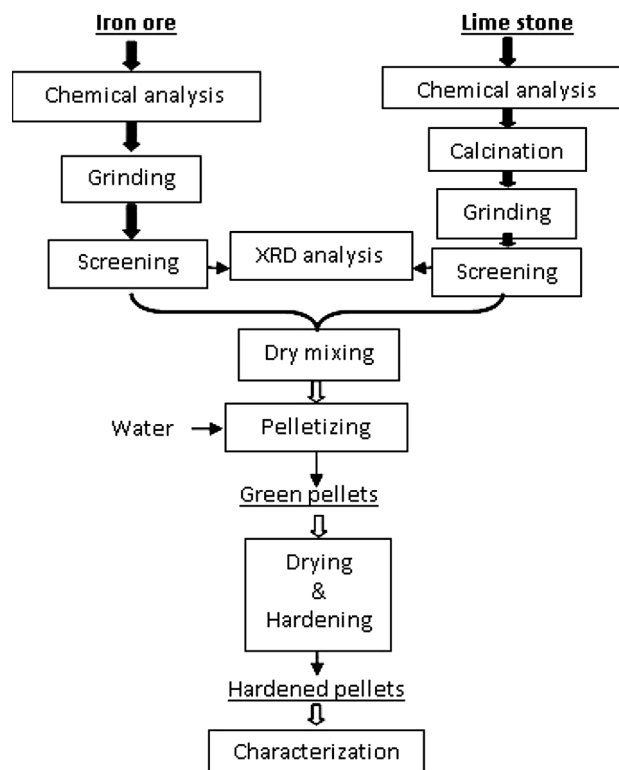 Iron ore
Lime stone
Chemical analysis
Chemical analysis
Calcination
Grinding
Grinding
Screening
XRD analysis
Screening
Dry mixing
Water
Pelletizing
Green pellets
Drying
&
Hardening
Hardened pellets
Characterization